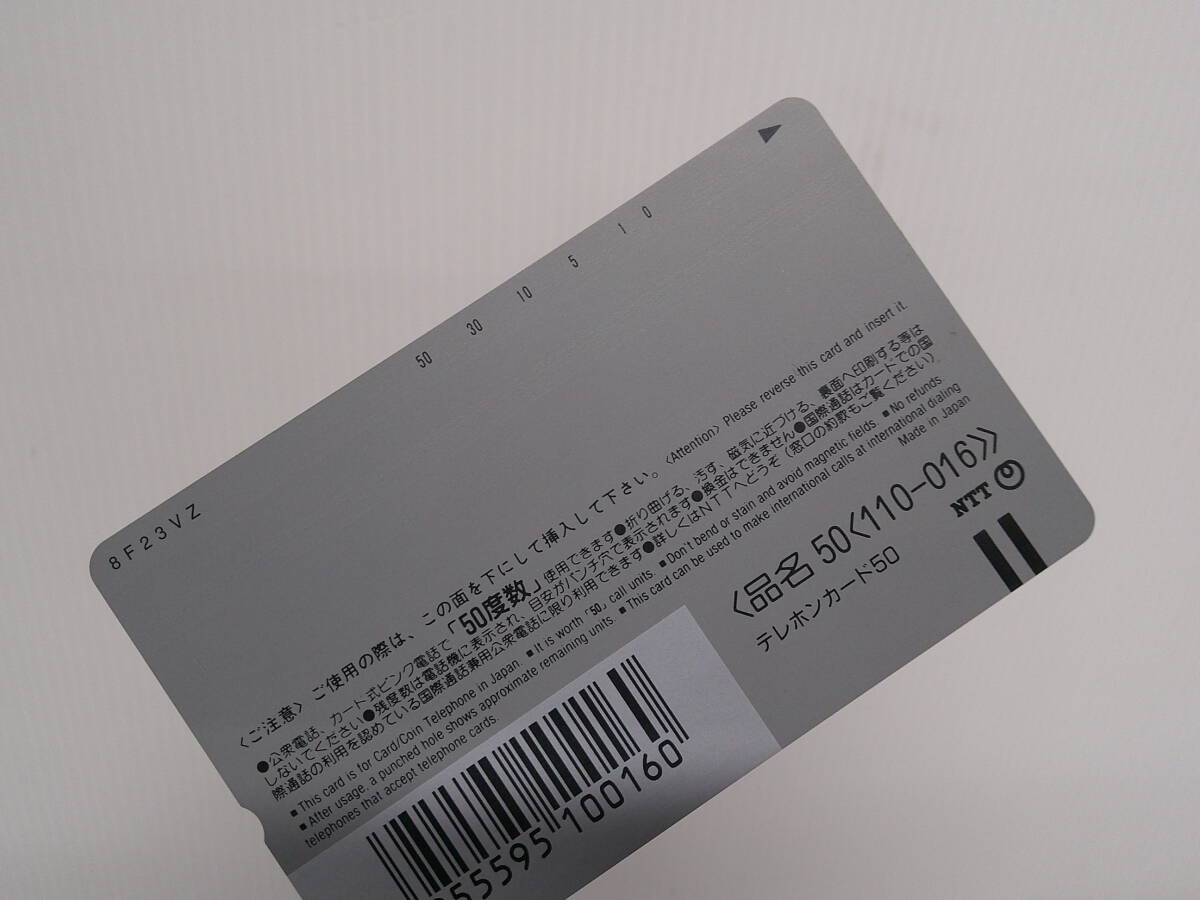 8F23VZ
50 30 10 5 1 0
〈ご注意〉ご使用の際は、この面を下にして挿入して下さい。〈Attention〉Please reverse this card and insert it.
●公衆電話、カード式ピンク電話で「50度数」使用できます●折り曲げる、汚す、磁気に近づける、裏面へ印刷する等は
しないでください●残度数は電話機に表示され、目安がパンチ穴で表示されます●換金はできません●国際通話はカードでの国
際通話の利用を認めている国際通話兼用公衆電話に限り利用できます●詳しくはNTTへどうぞ（窓口の約款もご覧ください）
■This card is for Card/Coin Telephone in Japan. ■It is worth「50」call units. ■Don't bend or stain and avoid magnetic fields. ■No refunds.
■After usage, a punched hole shows approximate remaining units. ■This card can be used to make international calls at international dialing
telephones that accept telephone cards.
Made in Japan
《品名 50〈110-016》》
テレホンカード50
NTT
55595 100160